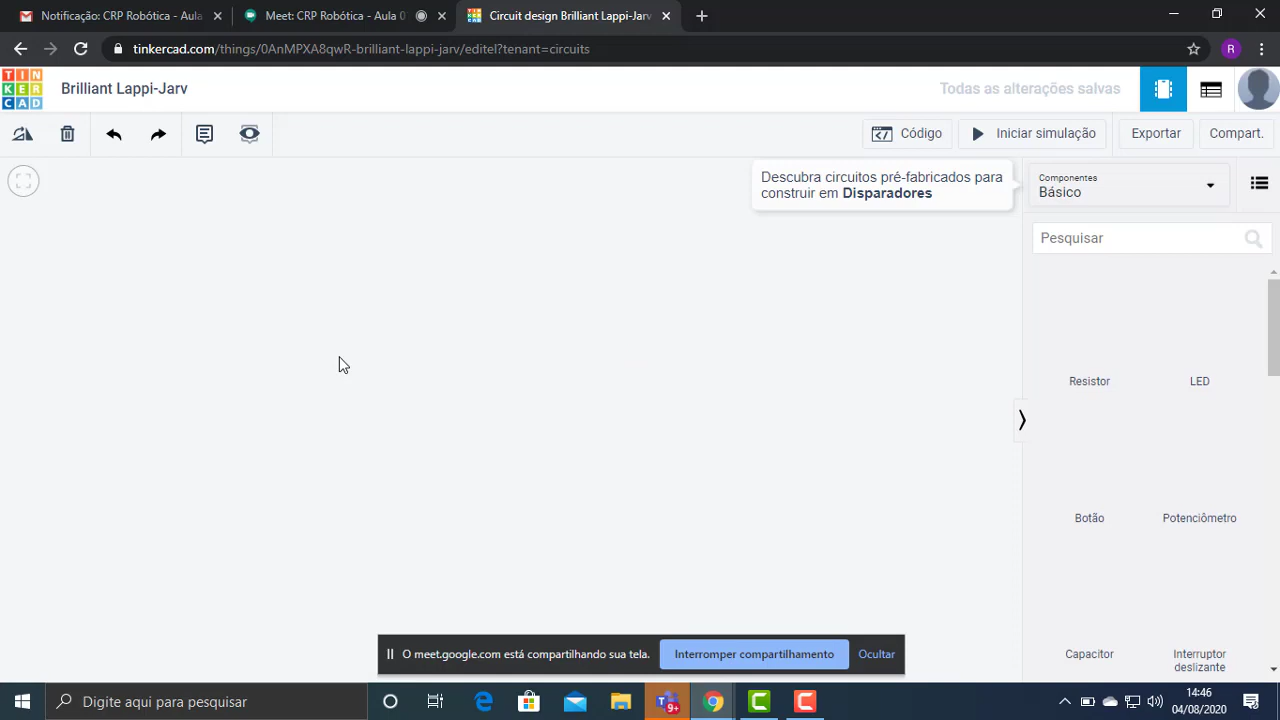 Notificação: CRP Robótica - Aula
Meet: CRP Robótica - Aula 0
Circuit design Brilliant Lappi-Jarv
tinkercad.com/things/0AnMPXA8qwR-brilliant-lappi-jarv/editel?tenant=circuits
R
TIN
KER
CAD
Brilliant Lappi-Jarv
Todas as alterações salvas
Código
Iniciar simulação
Exportar
Compart.
Descubra circuitos pré-fabricados para
construir em Disparadores
Componentes
Básico
Pesquisar
Resistor
LED
Botão
Potenciômetro
Capacitor
Interruptor
deslizante
O meet.google.com está compartilhando sua tela.
Interromper compartilhamento
Ocultar
Digite aqui para pesquisar
9+
14:46
04/08/2020